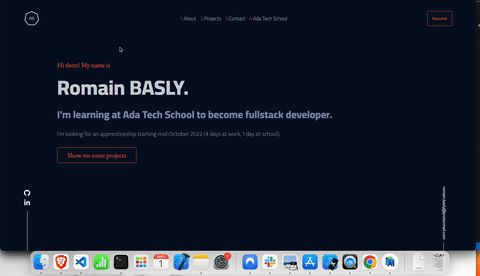 RB
1 About 2 Projects 3 Contact 4 Ada Tech School
Resume
Hi there! My name is
Romain BASLY.
I'm learning at Ada Tech School to become fullstack developer.
I'm looking for an apprenticeship starting mid-October 2022 (4 days at work, 1 day at school).
Show me some projects